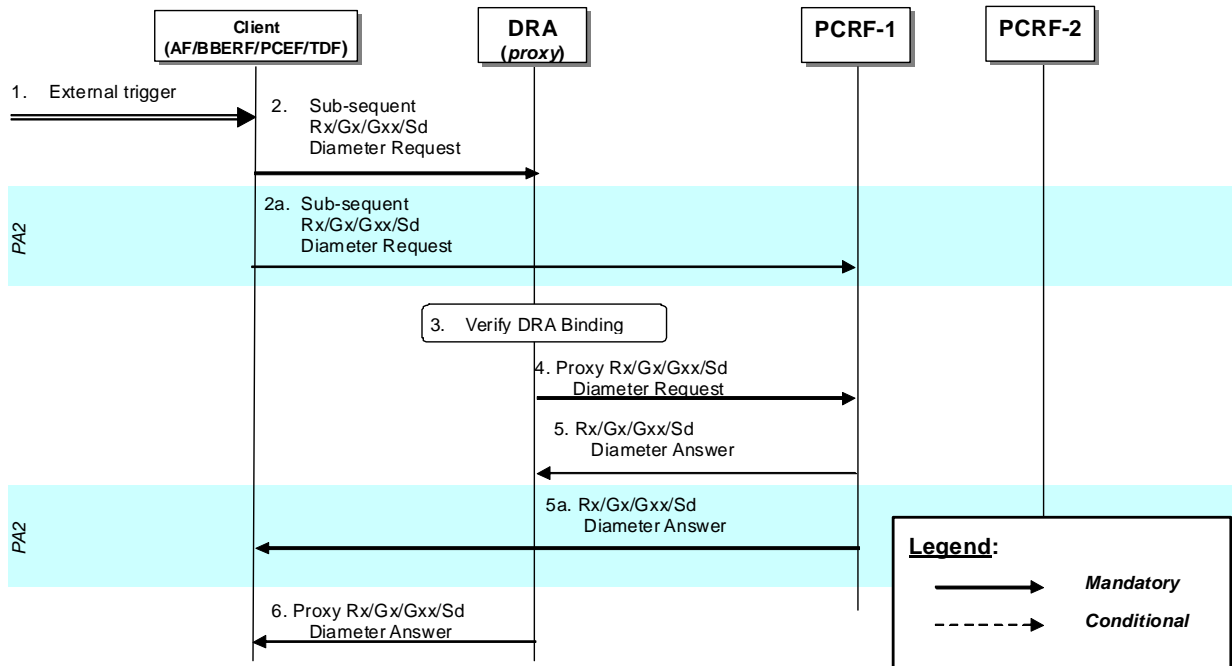 Client
(AF/BBERF/PCEF/TDF)
DRA
(proxy)
PCRF-1
PCRF-2
1. External trigger
2. Sub-sequent
Rx/Gx/Gxx/Sd
Diameter Request
PA2
2a. Sub-sequent
Rx/Gx/Gxx/Sd
Diameter Request
3. Verify DRA Binding
4. Proxy Rx/Gx/Gxx/Sd
Diameter Request
5. Rx/Gx/Gxx/Sd
Diameter Answer
PA2
5a. Rx/Gx/Gxx/Sd
Diameter Answer
6. Proxy Rx/Gx/Gxx/Sd
Diameter Answer
Legend:
Mandatory
Conditional